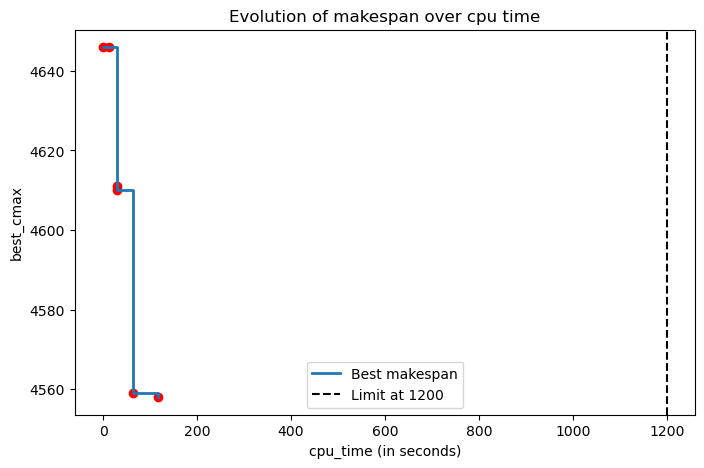 Evolution of makespan over cpu time
best_cmax
4640
4620
4600
4580
4560
Best makespan
Limit at 1200
0 200 400 600 800 1000 1200
cpu_time (in seconds)